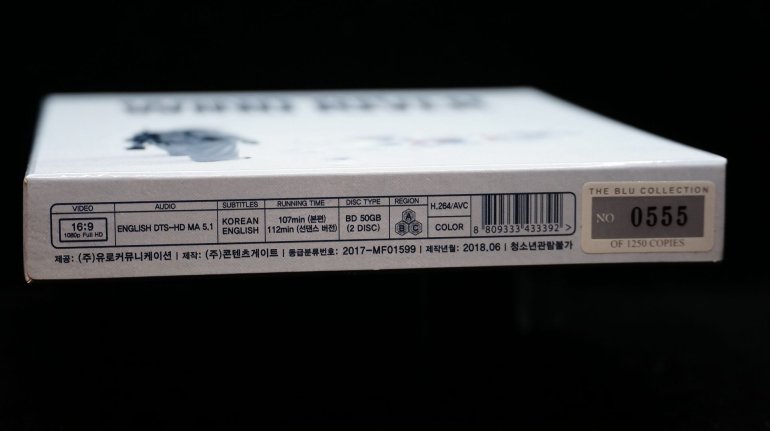 VIDEO AUDIO SUBTITLES RUNNING TIME DISC TYPE REGION H.264/AVC
16:9 ENGLISH DTS-HD MA 5.1 KOREAN 107min (본편) BD 50GB A
1080p Full HD ENGLISH 112min (선댄스 버전) (2 DISC) B C COLOR
8 809333 433392 >
제공: (주)유로커뮤니케이션 | 제작: (주)콘텐츠게이트 | 등급분류번호: 2017-MF01599 | 제작년월: 2018.06 | 청소년관람불가
THE BLU COLLECTION
NO 0555
OF 1250 COPIES